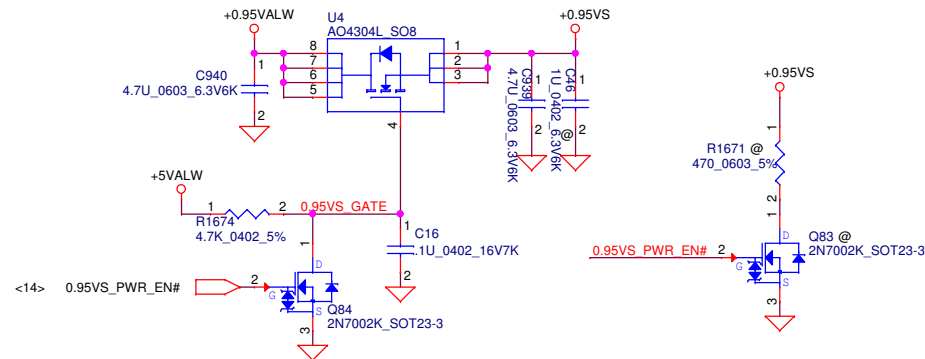 +0.95VALW
U4
AO4304L_SO8
+0.95VS
8
7
6
5
1
2
3
4
1
C940
4.7U_0603_6.3V6K
2
1
C939
4.7U_0603_6.3V6K
2
1
C46
1U_0402_6.3V6K
@
2
+0.95VS
1
R1671 @
470_0603_5%
2
+5VALW
1
2
0.95VS_GATE
R1674
4.7K_0402_5%
1
C16
.1U_0402_16V7K
2
1
D
Q83 @
2N7002K_SOT23-3
0.95VS_PWR_EN#
2
G
S
3
1
D
<14>
0.95VS_PWR_EN#
2
G
S
Q84
2N7002K_SOT23-3
3